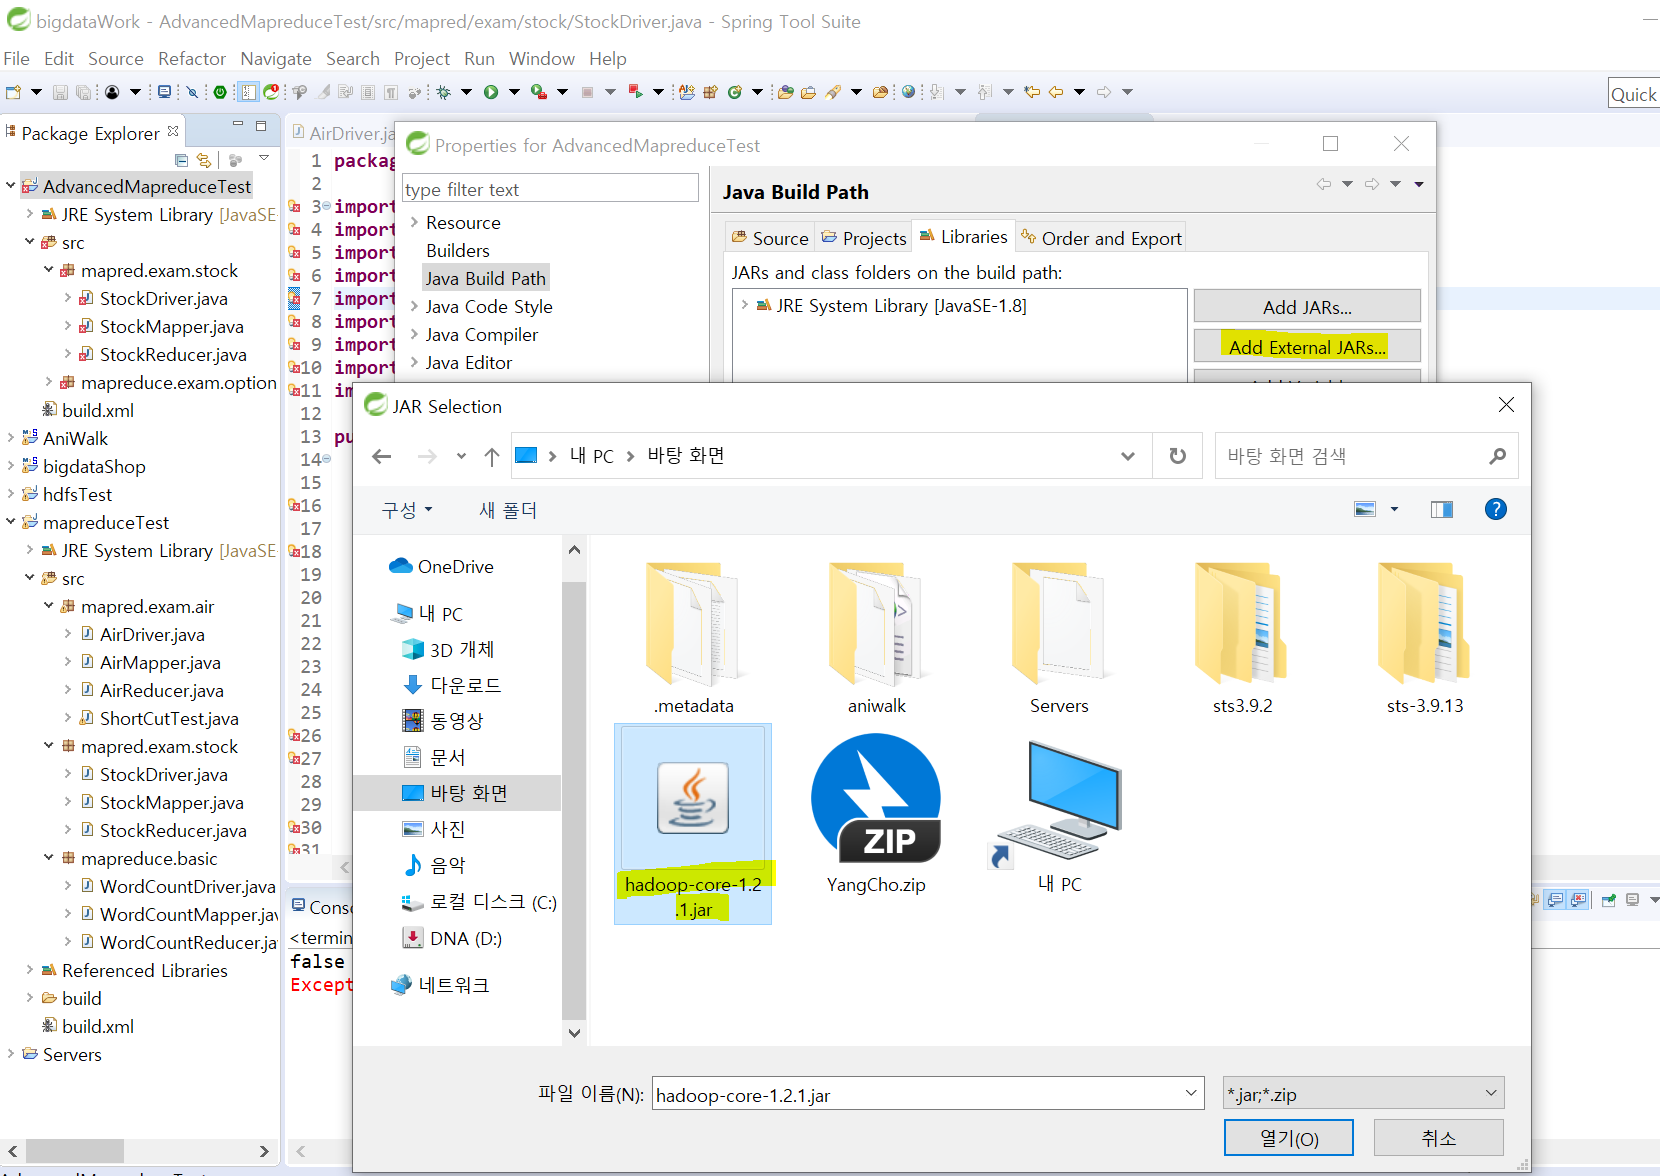 bigdataWork - AdvancedMapreduceTest/src/mapred/exam/stock/StockDriver.java - Spring Tool Suite
File Edit Source Refactor Navigate Search Project Run Window Help
Quick
Package Explorer
AdvancedMapreduceTest
JRE System Library [JavaSE-
src
mapred.exam.stock
StockDriver.java
StockMapper.java
StockReducer.java
mapreduce.exam.option
build.xml
AniWalk
bigdataShop
hdfsTest
mapreduceTest
JRE System Library [JavaSE-
src
mapred.exam.air
AirDriver.java
AirMapper.java
AirReducer.java
ShortCutTest.java
mapred.exam.stock
StockDriver.java
StockMapper.java
StockReducer.java
mapreduce.basic
WordCountDriver.java
WordCountMapper.jav
WordCountReducer.ja
Referenced Libraries
build
build.xml
Servers
AirDriver.ja
1 packag
2
3 import
4 import
5 import
6 import
7 import
8 import
9 import
10 import
11 im
12
13 pu
14
15
16
17
18
19
20
21
22
23
24
25
26
27
28
29
30
31
Conso
<termin
false
Except
Properties for AdvancedMapreduceTest
type filter text
Resource
Builders
Java Build Path
Java Code Style
Java Compiler
Java Editor
Java Build Path
Source Projects Libraries Order and Export
JARs and class folders on the build path:
JRE System Library [JavaSE-1.8]
Add JARs...
Add External JARs...
JAR Selection
내 PC > 바탕 화면
바탕 화면 검색
구성 새 폴더
OneDrive
내 PC
3D 개체
다운로드
동영상
문서
바탕 화면
사진
음악
로컬 디스크 (C:)
DNA (D:)
네트워크
.metadata
aniwalk
Servers
sts3.9.2
sts-3.9.13
hadoop-core-1.2
.1.jar
ZIP
YangCho.zip
내 PC
파일 이름(N): hadoop-core-1.2.1.jar
*.jar;*.zip
열기(O) 취소